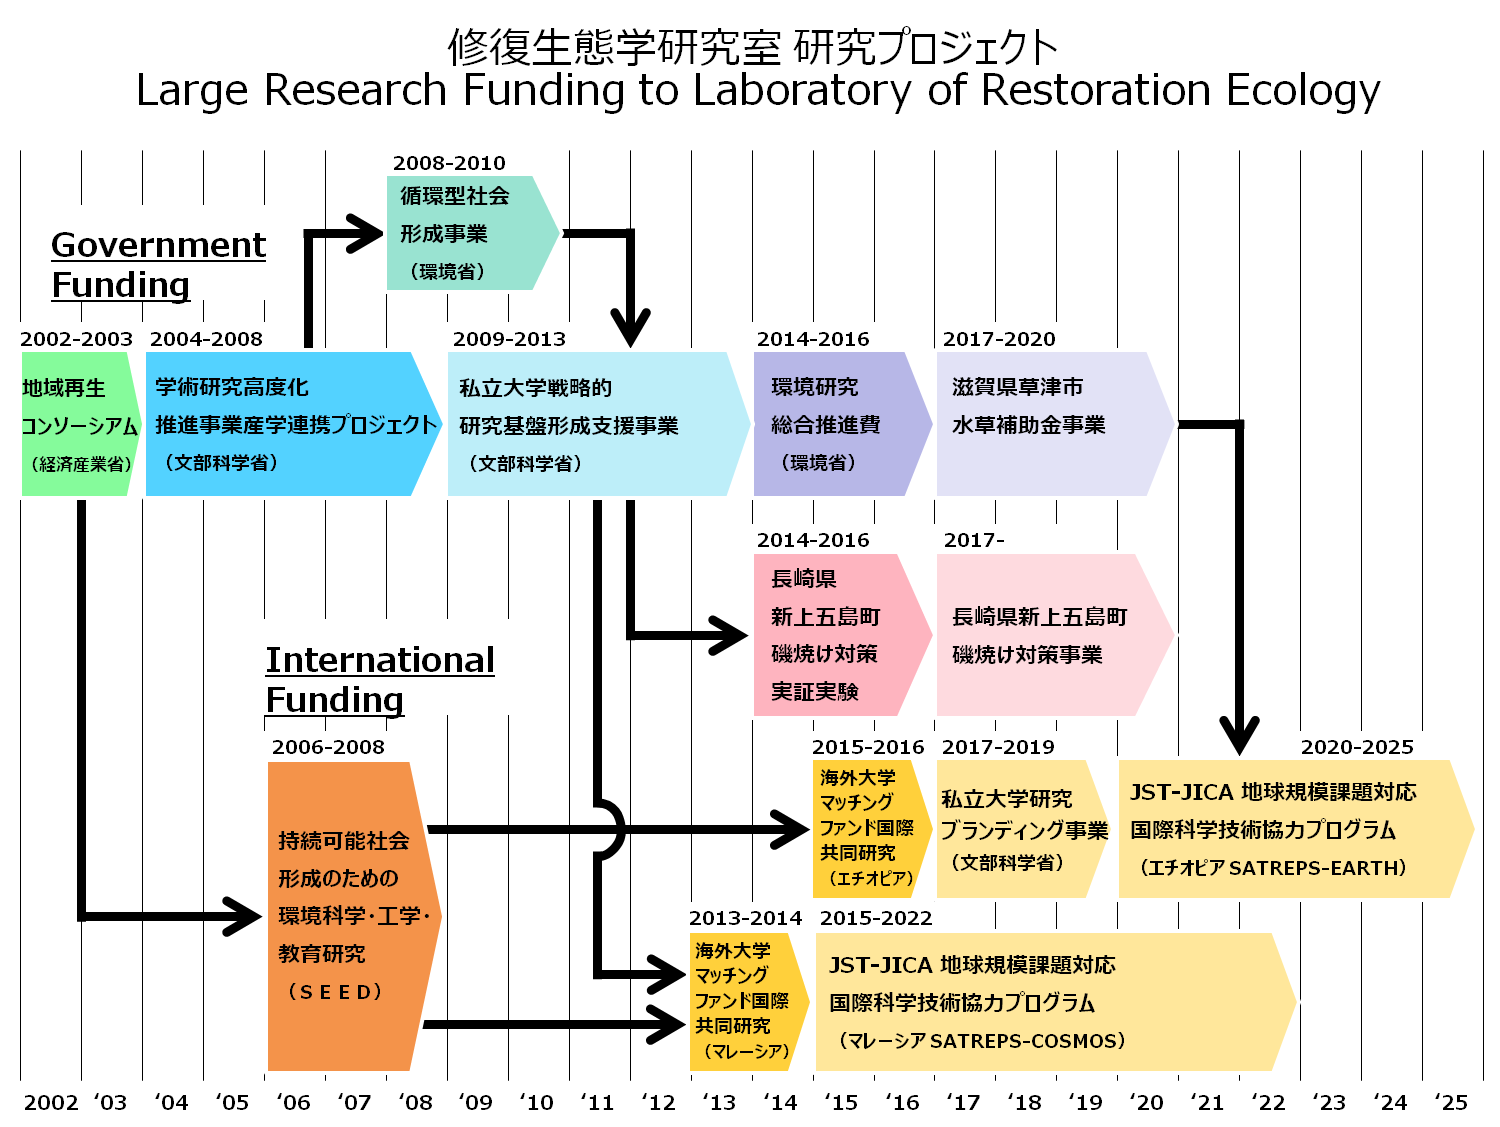 修復生態学研究室 研究プロジェクト
Large Research Funding to Laboratory of Restoration Ecology
Government
Funding
2008-2010
循環型社会
形成事業
（環境省）
2002-2003
地域再生
コンソーシアム
（経済産業省）
2004-2008
学術研究高度化
推進事業産学連携プロジェクト
（文部科学省）
2009-2013
私立大学戦略的
研究基盤形成支援事業
（文部科学省）
2014-2016
環境研究
総合推進費
（環境省）
2017-2020
滋賀県草津市
水草補助金事業
2014-2016
長崎県
新上五島町
磯焼け対策
実証実験
2017-
長崎県新上五島町
磯焼け対策事業
International
Funding
2006-2008
持続可能社会
形成のための
環境科学・工学・
教育研究
（ＳＥＥＤ）
2015-2016
海外大学
マッチング
ファンド国際
共同研究
（エチオピア）
2017-2019
私立大学研究
ブランディング事業
（文部科学省）
2020-2025
JST-JICA 地球規模課題対応
国際科学技術協力プログラム
（エチオピア SATREPS-EARTH）
2013-2014
海外大学
マッチング
ファンド国際
共同研究
（マレーシア）
2015-2022
JST-JICA 地球規模課題対応
国際科学技術協力プログラム
（マレーシア SATREPS-COSMOS）
2002 ‘03 ‘04 ‘05 ‘06 ‘07 ‘08 ‘09 ‘10 ‘11 ‘12 ‘13 ‘14 ‘15 ‘16 ‘17 ‘18 ‘19 ‘20 ‘21 ‘22 ‘23 ‘24 ‘25